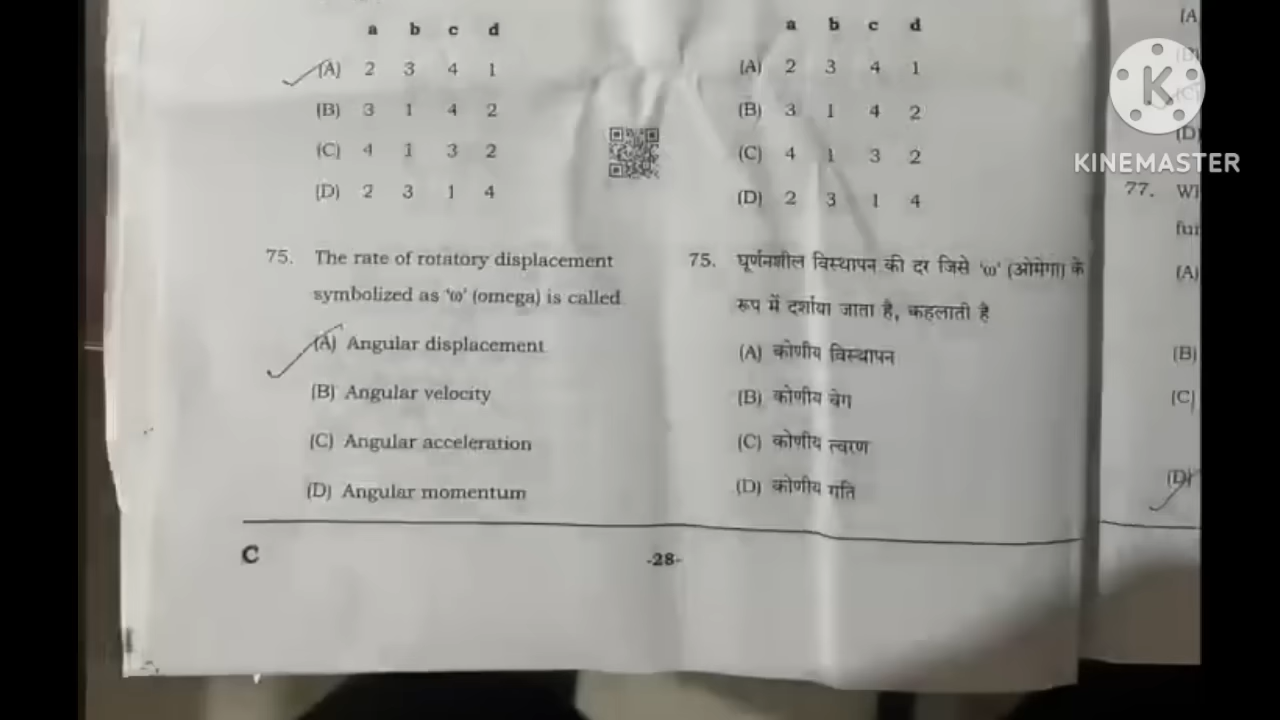 a b c d
(A) 2 3 4 1
(B) 3 1 4 2
(C) 4 1 3 2
(D) 2 3 1 4
75. The rate of rotatory displacement
symbolized as 'ω' (omega) is called
(A) Angular displacement
(B) Angular velocity
(C) Angular acceleration
(D) Angular momentum
a b c d
(A) 2 3 4 1
(B) 3 1 4 2
(C) 4 1 3 2
(D) 2 3 1 4
75. घूर्णनशील विस्थापन की दर जिसे 'ω' (ओमेगा) के
रूप में दर्शाया जाता है, कहलाती है
(A) कोणीय विस्थापन
(B) कोणीय वेग
(C) कोणीय त्वरण
(D) कोणीय गति
C
-28-
(A
(B)
(C)
(D)
77.
(A)
(B)
(C)
(D)
K
KINEMASTER